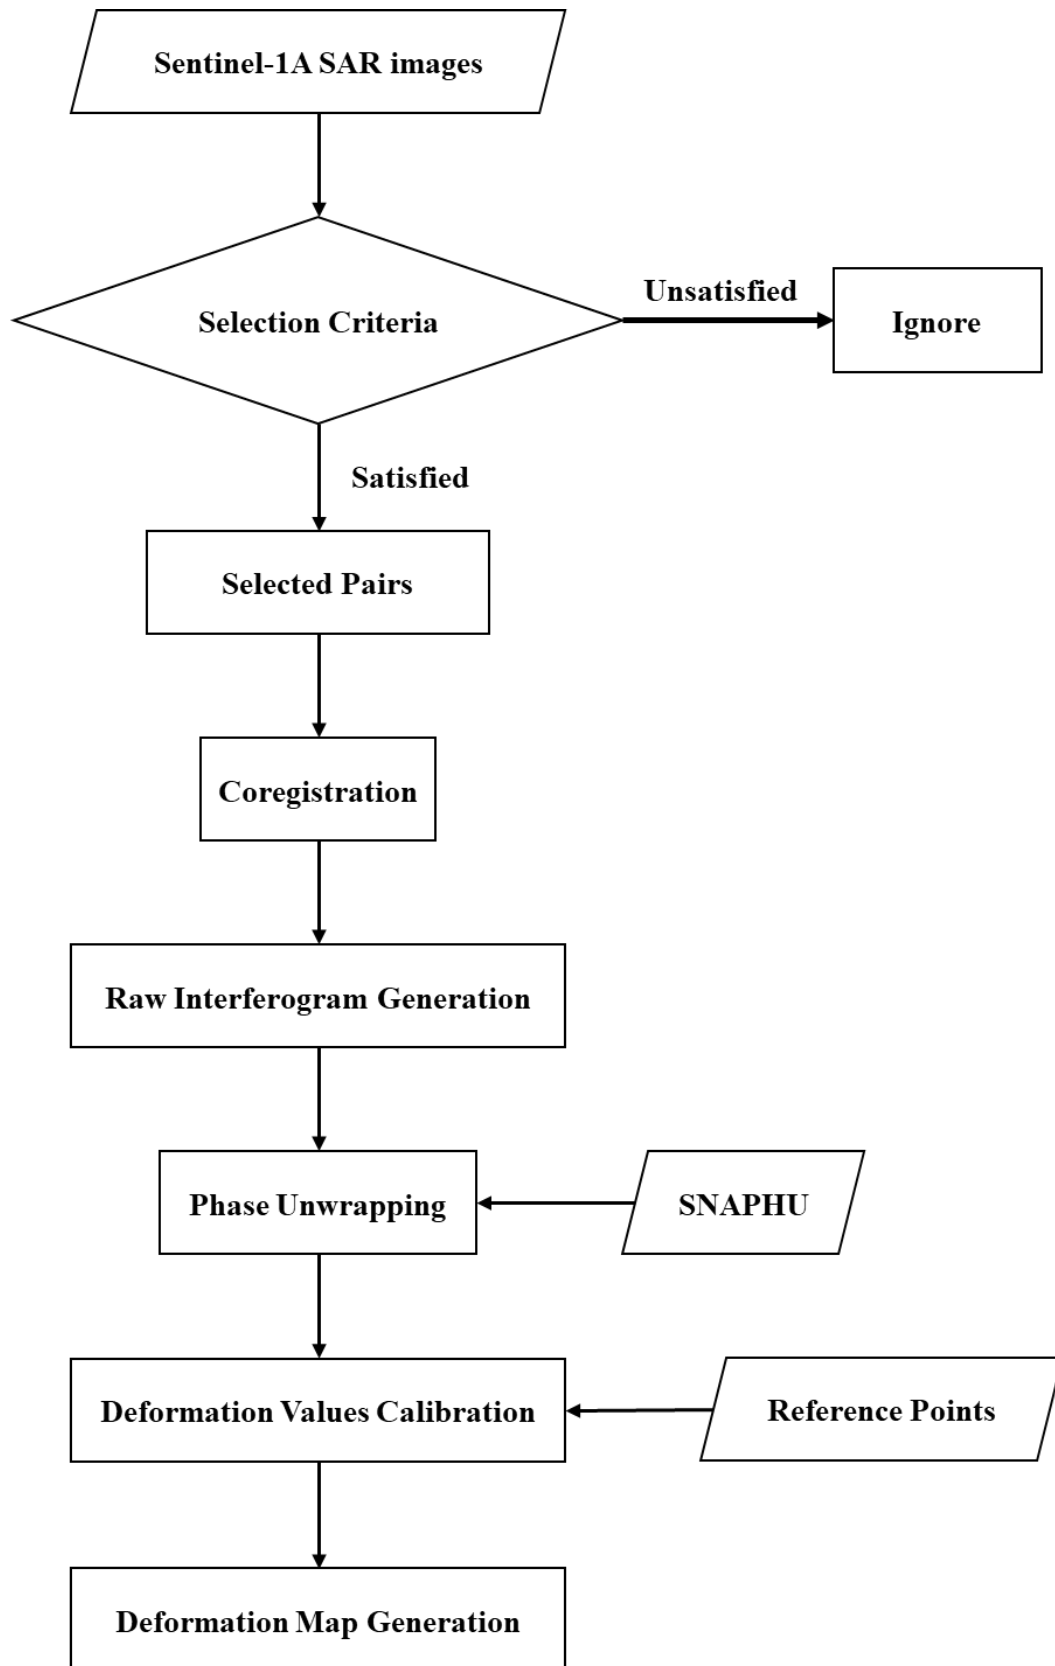 Sentinel-1A SAR images
Selection Criteria
Unsatisfied
Ignore
Satisfied
Selected Pairs
Coregistration
Raw Interferogram Generation
Phase Unwrapping
SNAPHU
Deformation Values Calibration
Reference Points
Deformation Map Generation